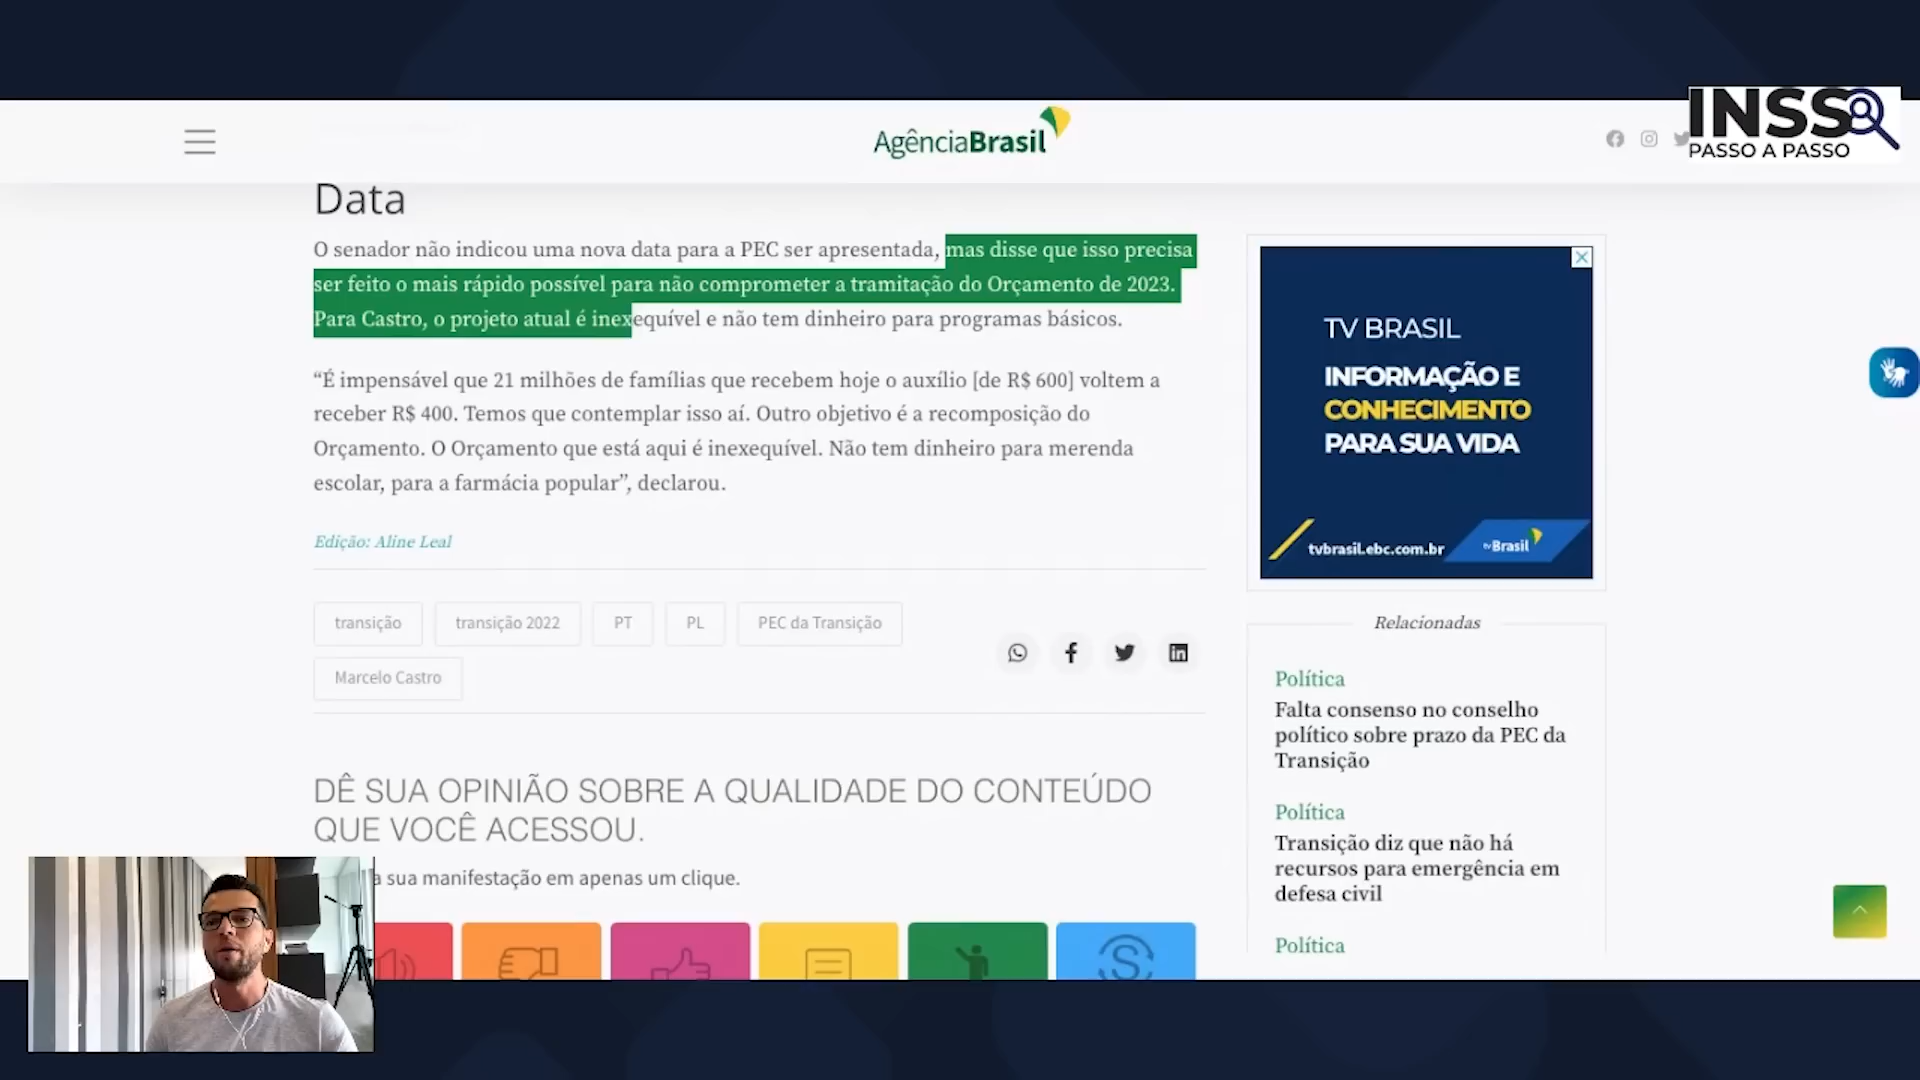 AgênciaBrasil
INSS
PASSO A PASSO
Data
O senador não indicou uma nova data para a PEC ser apresentada, mas disse que isso precisa
ser feito o mais rápido possível para não comprometer a tramitação do Orçamento de 2023.
Para Castro, o projeto atual é inexequível e não tem dinheiro para programas básicos.
“É impensável que 21 milhões de famílias que recebem hoje o auxílio [de R$ 600] voltem a
receber R$ 400. Temos que contemplar isso aí. Outro objetivo é a recomposição do
Orçamento. O Orçamento que está aqui é inexequível. Não tem dinheiro para merenda
escolar, para a farmácia popular”, declarou.
Edição: Aline Leal
transição
transição 2022
PT
PL
PEC da Transição
Marcelo Castro
DÊ SUA OPINIÃO SOBRE A QUALIDADE DO CONTEÚDO
QUE VOCÊ ACESSOU.
a sua manifestação em apenas um clique.
TV BRASIL
INFORMAÇÃO E
CONHECIMENTO
PARA SUA VIDA
tvbrasil.ebc.com.br
tvBrasil
Relacionadas
Política
Falta consenso no conselho
político sobre prazo da PEC da
Transição
Política
Transição diz que não há
recursos para emergência em
defesa civil
Política